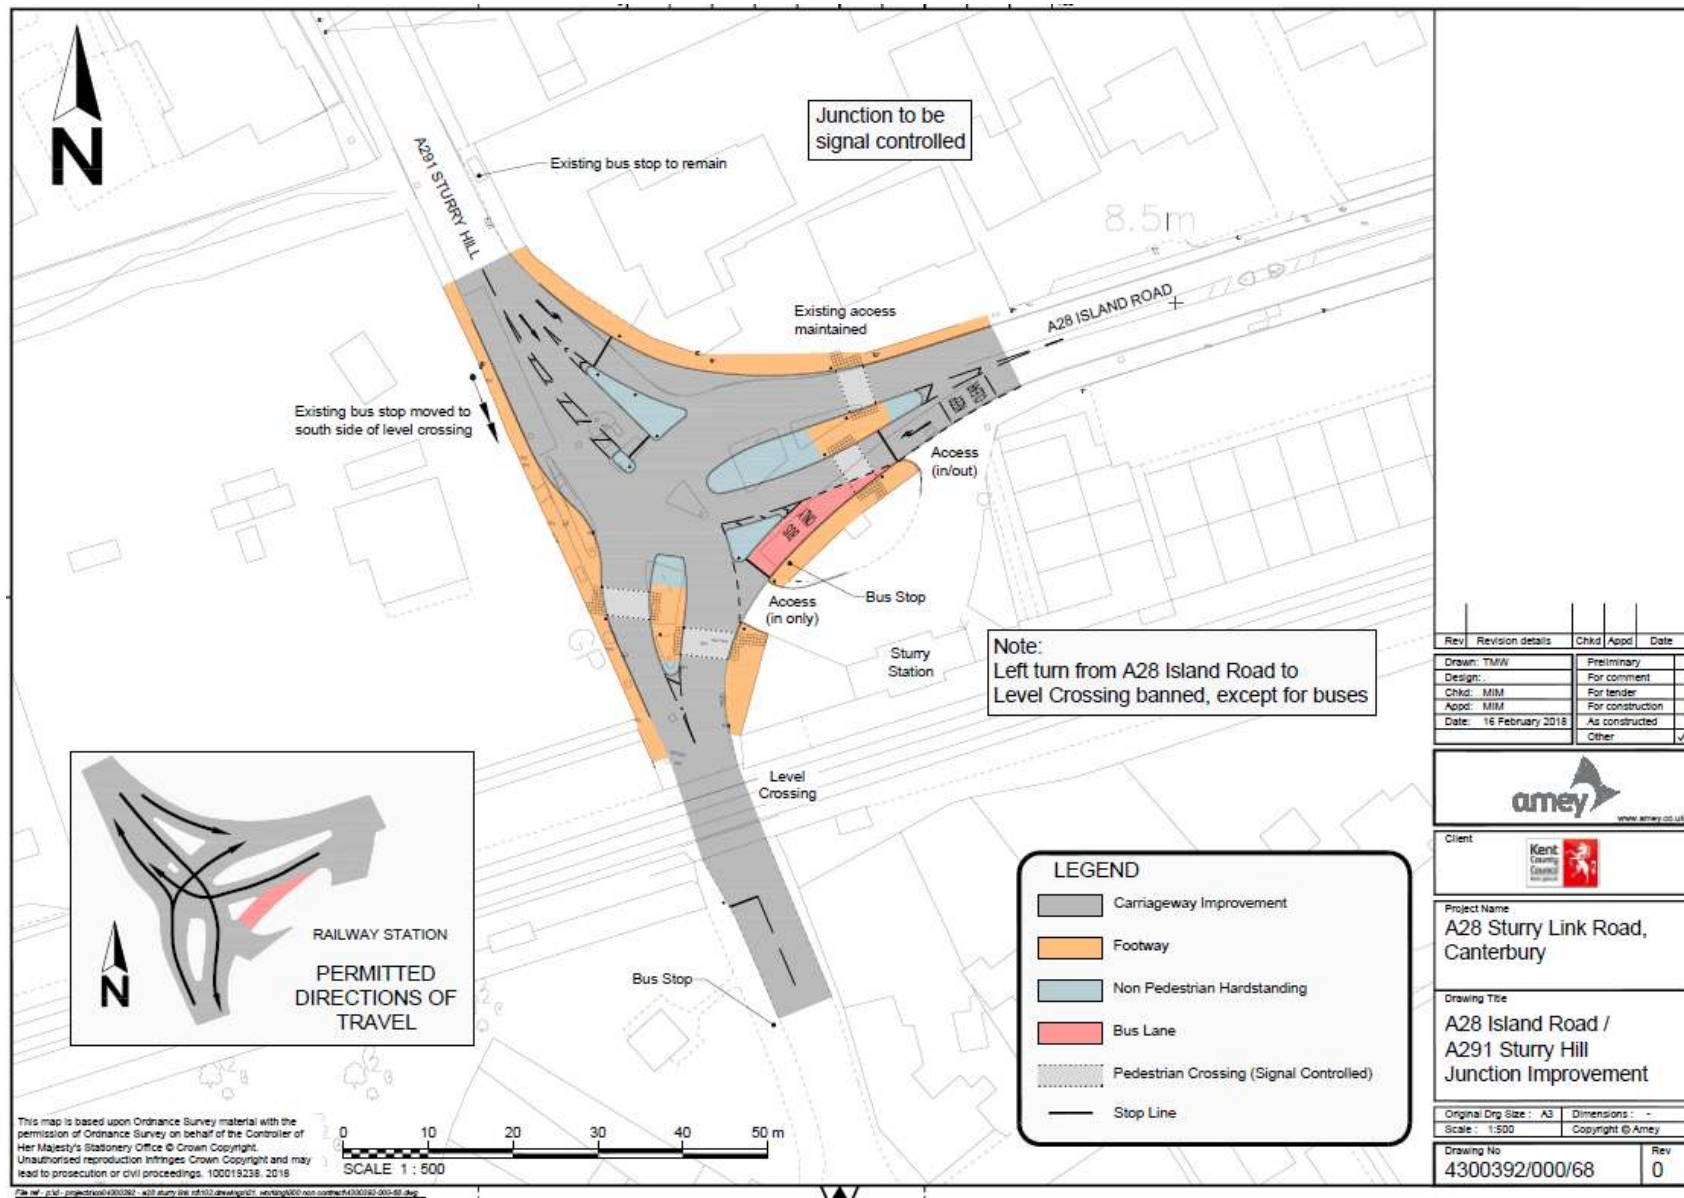 N
A291 STURRY HILL
Existing bus stop to remain
Junction to be
signal controlled
8.5m
A28 ISLAND ROAD
Existing access
maintained
Existing bus stop moved to
south side of level crossing
KEEP
CLEAR
Access
(in/out)
BUS
ONLY
Access
(in only)
Bus Stop
GP
Sturry
Station
Note:
Left turn from A28 Island Road to
Level Crossing banned, except for buses
Level
Crossing
Bus Stop
RAILWAY STATION
N
PERMITTED
DIRECTIONS OF
TRAVEL
LEGEND
Carriageway Improvement
Footway
Non Pedestrian Hardstanding
Bus Lane
Pedestrian Crossing (Signal Controlled)
Stop Line
This map is based upon Ordnance Survey material with the
permission of Ordnance Survey on behalf of the Controller of
Her Majesty's Stationery Office © Crown Copyright.
Unauthorised reproduction infringes Crown Copyright and may
lead to prosecution or civil proceedings. 100019238. 2018
0 10 20 30 40 50 m
SCALE 1 : 500
Rev Revision details Chkd Appd Date
Drawn: TMW
Design: .
Chkd: MIM
Appd: MIM
Date: 16 February 2018
Preliminary
For comment
For tender
For construction
As constructed
Other ✓
amey
www.amey.co.uk
Client
Kent
County
Council
Project Name
A28 Sturry Link Road,
Canterbury
Drawing Title
A28 Island Road /
A291 Sturry Hill
Junction Improvement
Original Drg Size : A3 Dimensions : -
Scale : 1:500 Copyright © Amey
Drawing No Rev
4300392/000/68 0